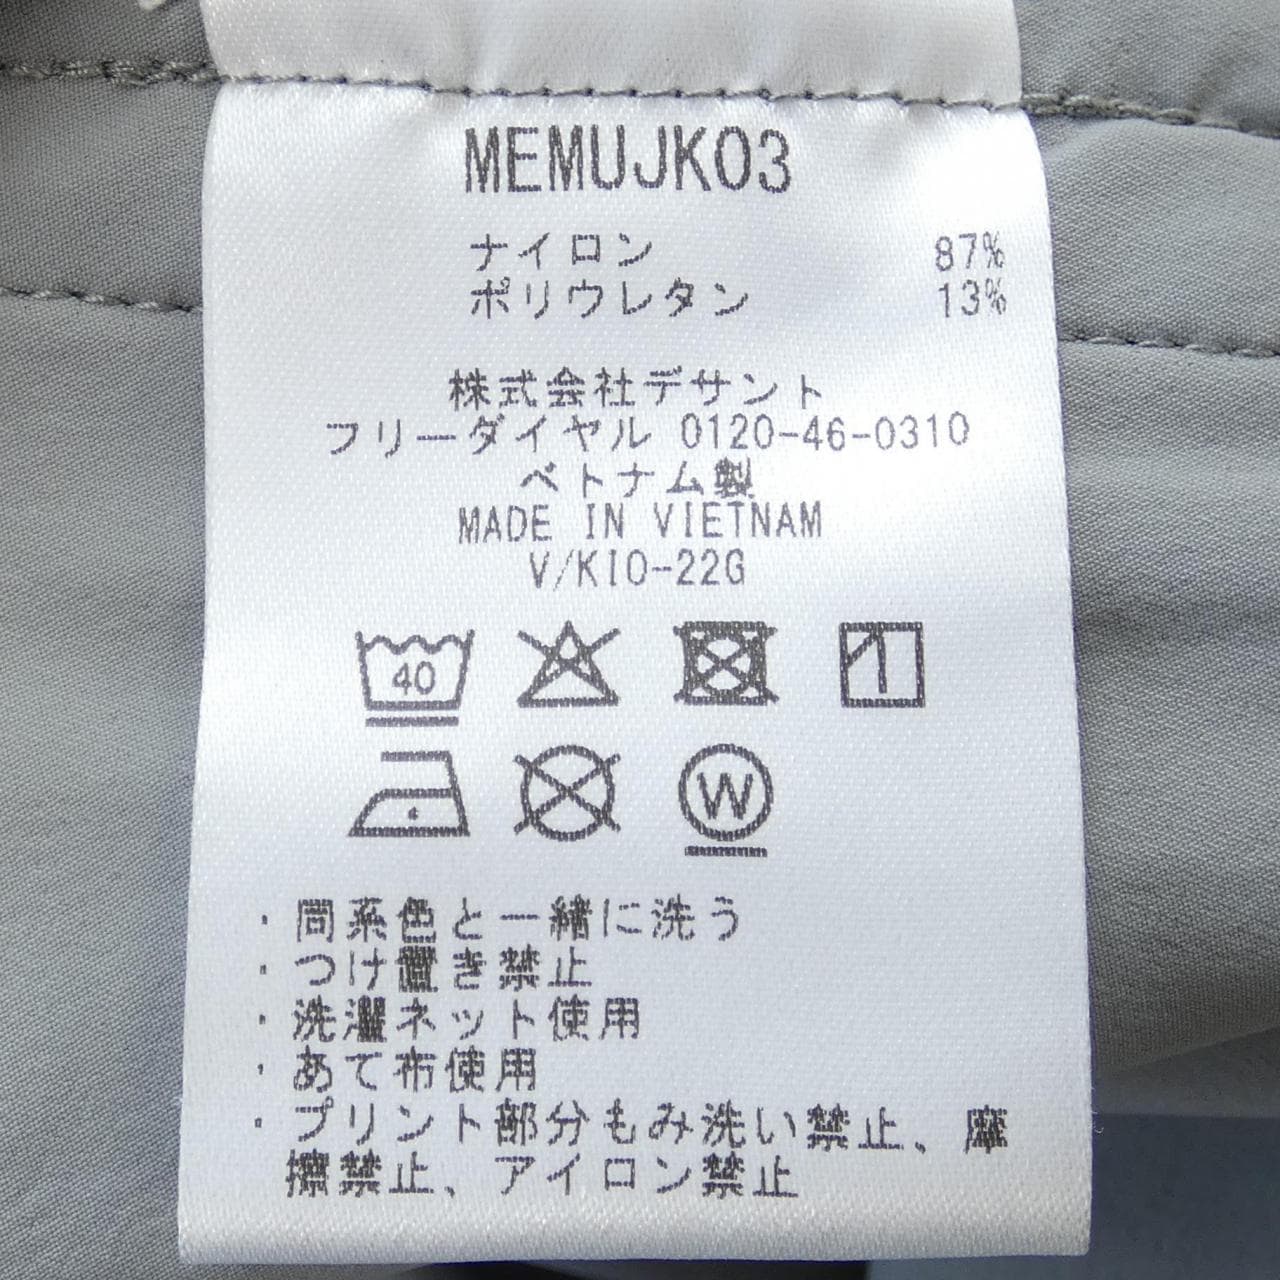 MEMUJK03
ナイロン 87%
ポリウレタン 13%
株式会社デサント
フリーダイヤル 0120-46-0310
ベトナム製
MADE IN VIETNAM
V/KIO-22G
40
W
・同系色と一緒に洗う
・つけ置き禁止
・洗濯ネット使用
・あて布使用
・プリント部分もみ洗い禁止、摩
擦禁止、アイロン禁止